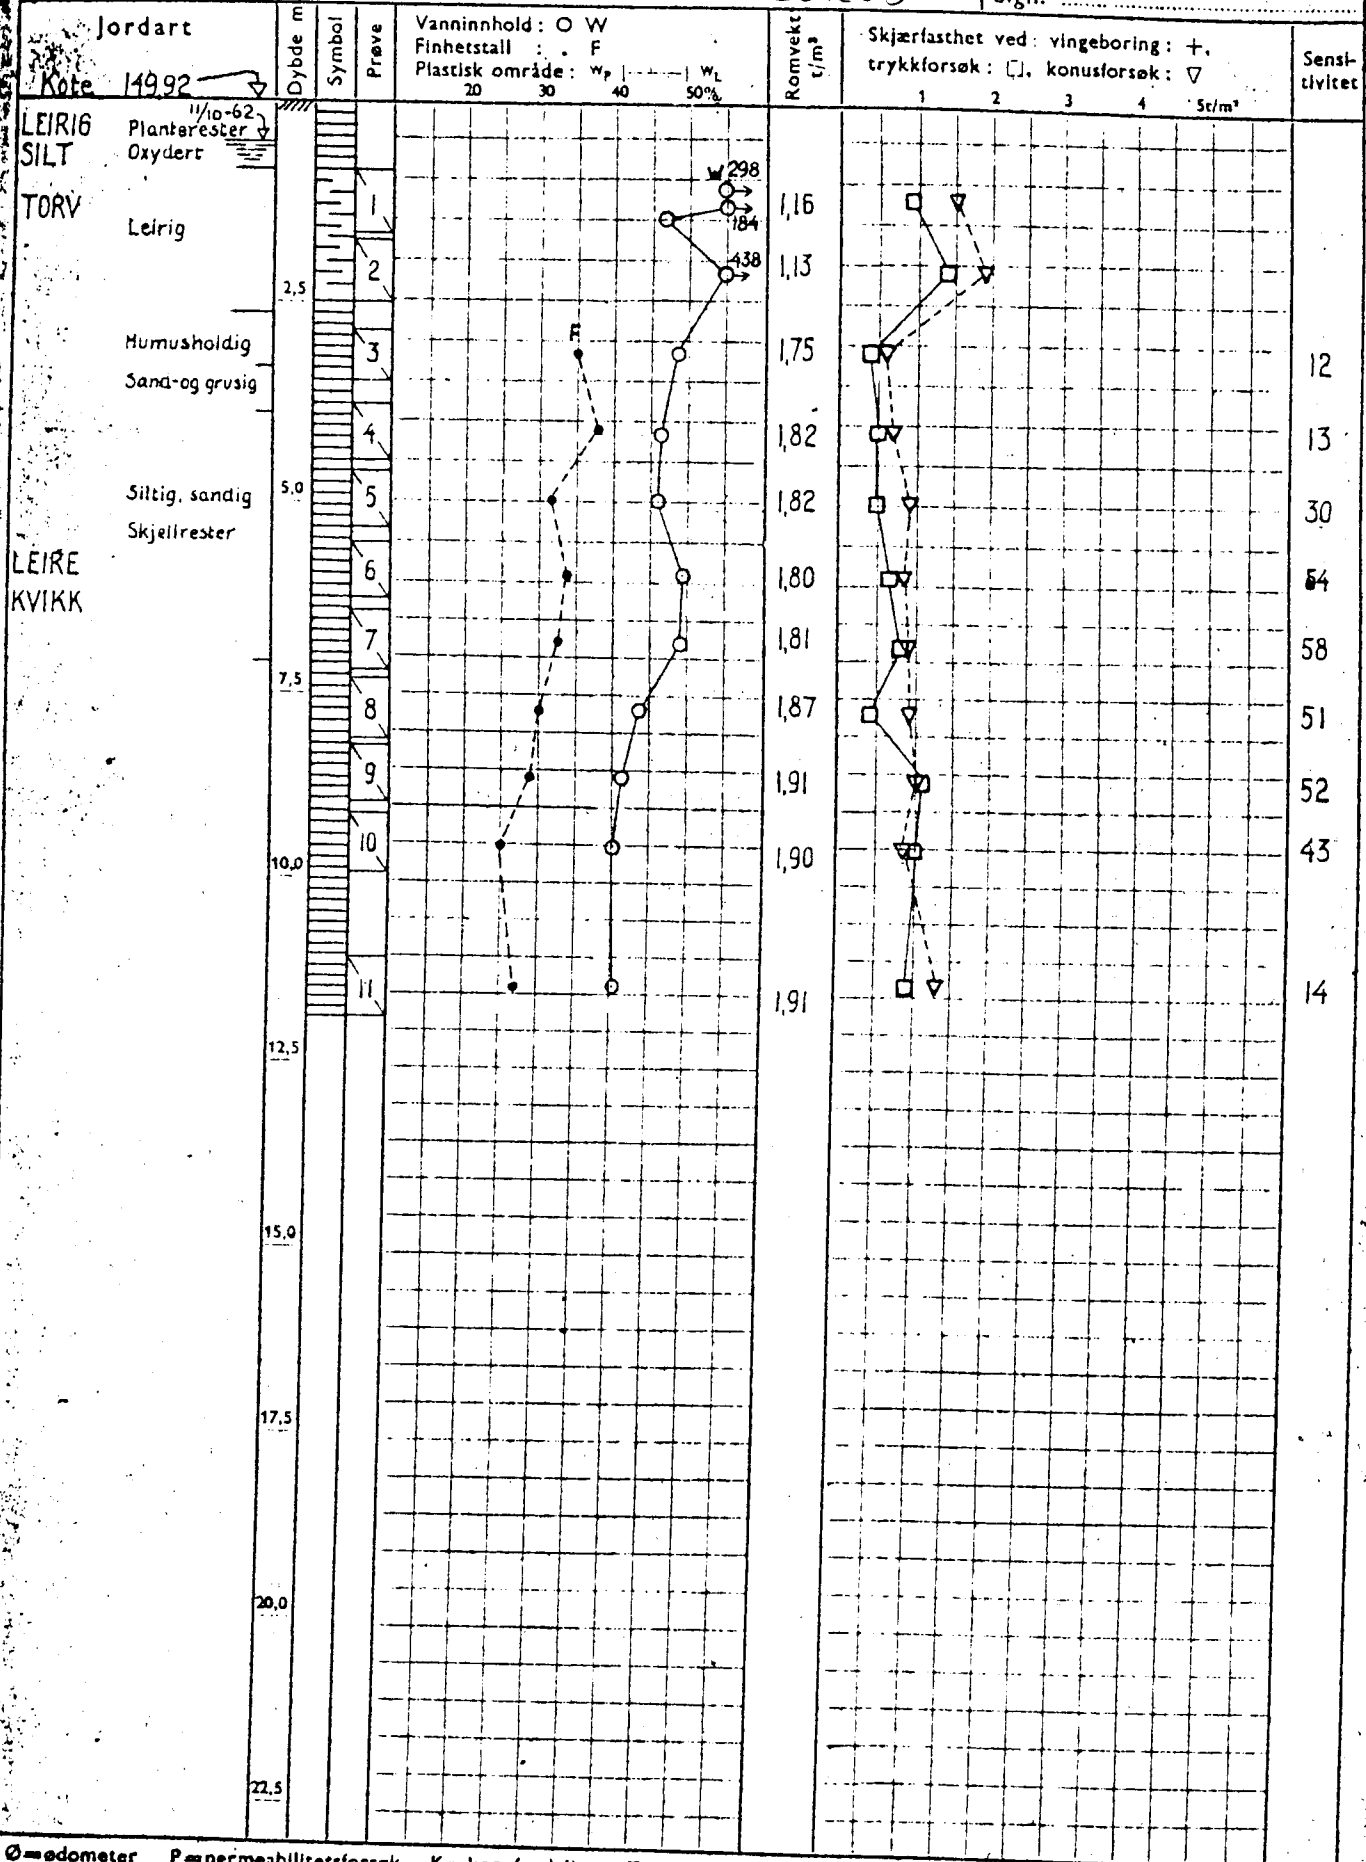 Jordart
Kote 149,92
Dybde m
Symbol
Prøve
Vanninnhold: O W
Finhetstall : . F
Plastisk område: wP |-----| wL
20 30 40 50%
Romvekt t/m³
Skjærfasthet ved: vingeboring: +,
trykkforsøk: □, konusforsøk: ▽
1 2 3 4 5t/m²
Sensi-
tivitet
11/10-62
LEIRIG Planterester
SILT Oxydert
W 298
TORV 1 1,16
184
Leirig
438
2 1,13
2,5
F
Humusholdig 3 1,75 12
Sand-og grusig
4 1,82 13
Siltig, sandig 5,0 5 1,82 30
Skjellrester
LEIRE 6 1,80 54
KVIKK
7 1,81 58
7,5
8 1,87 51
9 1,91 52
10 1,90 43
10,0
11 1,91 14
12,5
15,0
17,5
20,0
22,5
Ø=ødometer